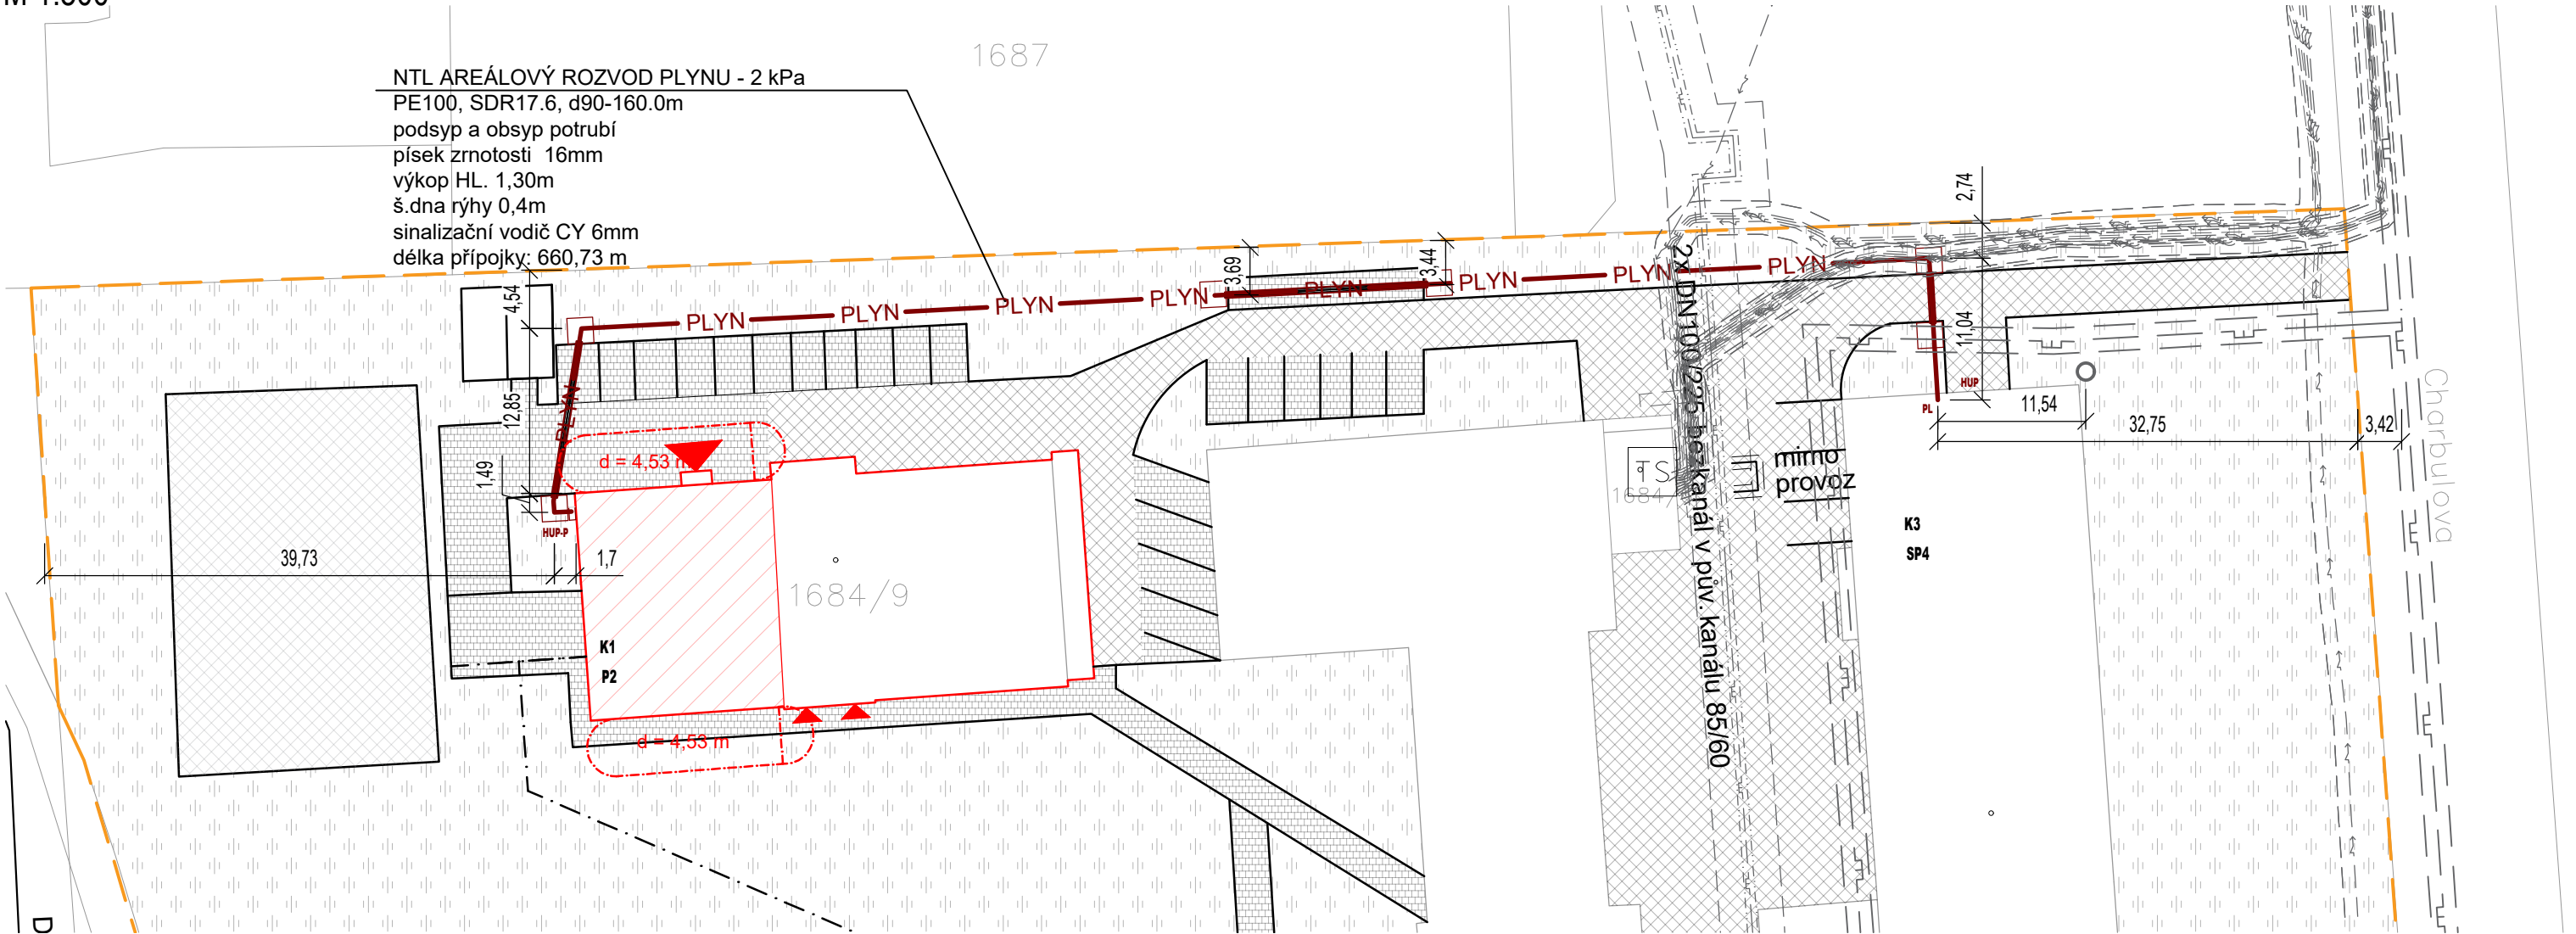 1687
NTL AREÁLOVÝ ROZVOD PLYNU - 2 kPa
PE100, SDR17.6, d90-160.0m
podsyp a obsyp potrubí
písek zrnotosti 16mm
výkop HL. 1,30m
š.dna rýhy 0,4m
sinalizační vodič CY 6mm
délka přípojky: 660,73 m
2,74
3,69
3,44
4,54
PLYN
PLYN
PLYN
PLYN
PLYN
PLYN
PLYN
PLYN
PLYN
2xDN100/225 bezkanál v pův. kanálu 85/60
11,04
HUP
PL
11,54
32,75
3,42
Charbulova
12,85
1,49
d = 4,53 m
TS
1684
mimo
provoz
K3
SP4
HUP-P
39,73
1,7
1684/9
K1
P2
d = 4,53 m
D